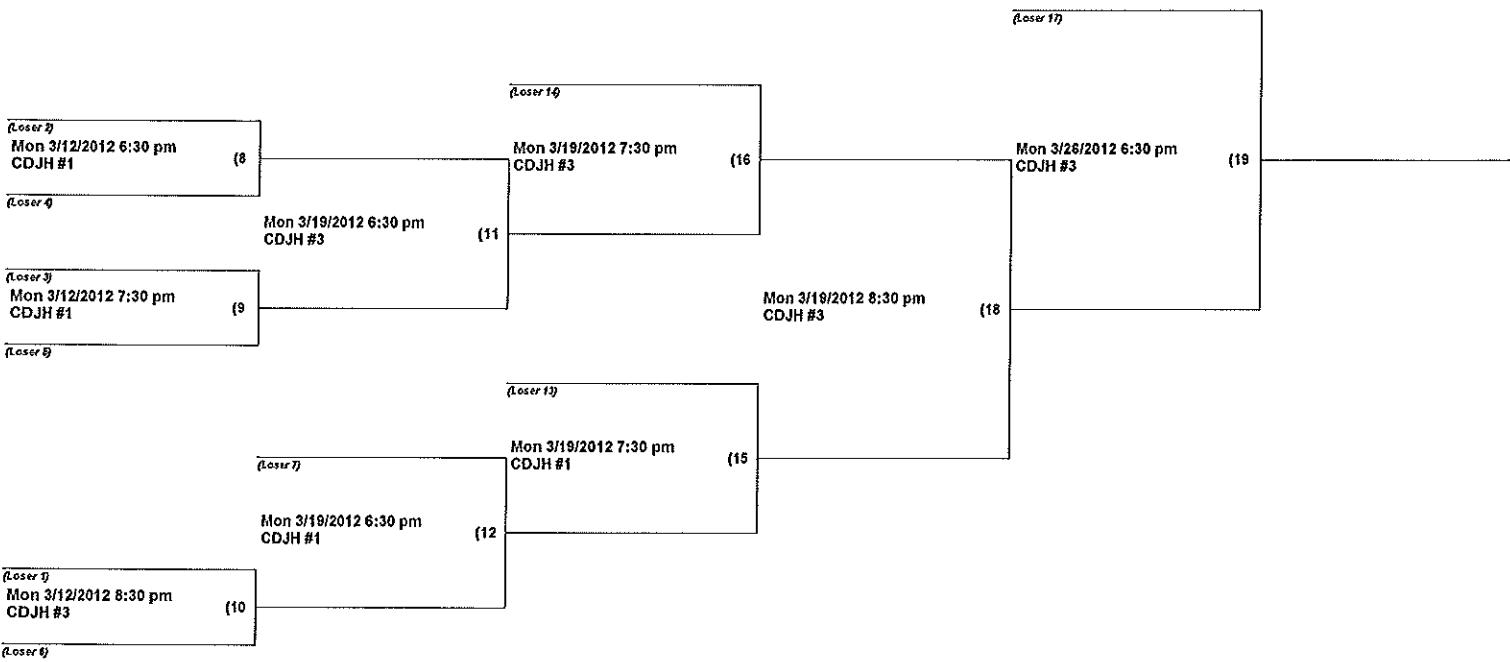 (Loser 17)
(Loser 14)
(Loser 2)
Mon 3/12/2012 6:30 pm
CDJH #1
(8
(Loser 4)
Mon 3/19/2012 7:30 pm
CDJH #3
(16
Mon 3/26/2012 6:30 pm
CDJH #3
(19
Mon 3/19/2012 6:30 pm
CDJH #3
(11
(Loser 3)
Mon 3/12/2012 7:30 pm
CDJH #1
(9
(Loser 5)
Mon 3/19/2012 8:30 pm
CDJH #3
(18
(Loser 13)
Mon 3/19/2012 7:30 pm
CDJH #1
(15
(Loser 7)
Mon 3/19/2012 6:30 pm
CDJH #1
(12
(Loser 1)
Mon 3/12/2012 8:30 pm
CDJH #3
(10
(Loser 6)